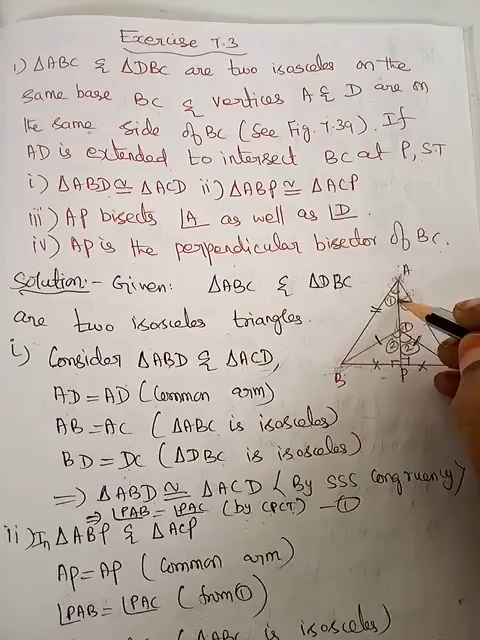 Exercise 7.3
1) ΔABC & ΔDBC are two isosceles on the
same base BC & vertices A & D are on
the same side of BC (see Fig. 7.39). If
AD is extended to intersect BC at P, ST
i) ΔABD ≅ ΔACD ii) ΔABP ≅ ΔACP
iii) AP bisects ∠A as well as ∠D.
iv) AP is the perpendicular bisector of BC.
Solution:- Given: ΔABC & ΔDBC
are two isosceles triangles.
i) Consider ΔABD & ΔACD,
AD = AD (Common arm)
AB = AC (ΔABC is isosceles)
BD = DC (ΔDBC is isosceles)
=> ΔABD ≅ ΔACD (By SSS Congruency)
=> ∠PAB = ∠PAC (by CPCT) —①
ii) In ΔABP & ΔACP
AP = AP (Common arm)
∠PAB = ∠PAC (from ①)
(ΔABC is isosceles)
A
1
D
B
P